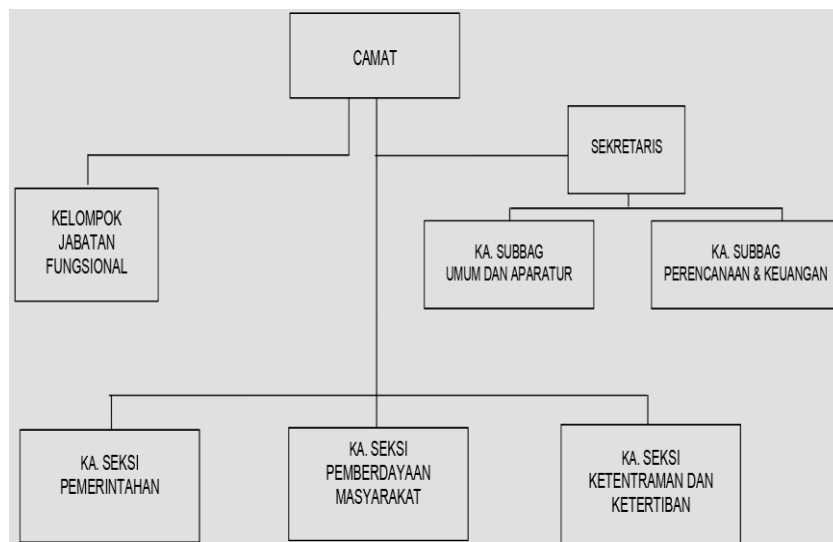 CAMAT
SEKRETARIS
KELOMPOK
JABATAN
FUNGSIONAL
KA. SUBBAG
UMUM DAN APARATUR
KA. SUBBAG
PERENCANAAN & KEUANGAN
KA. SEKSI
PEMERINTAHAN
KA. SEKSI
PEMBERDAYAAN
MASYARAKAT
KA. SEKSI
KETENTRAMAN DAN
KETERTIBAN